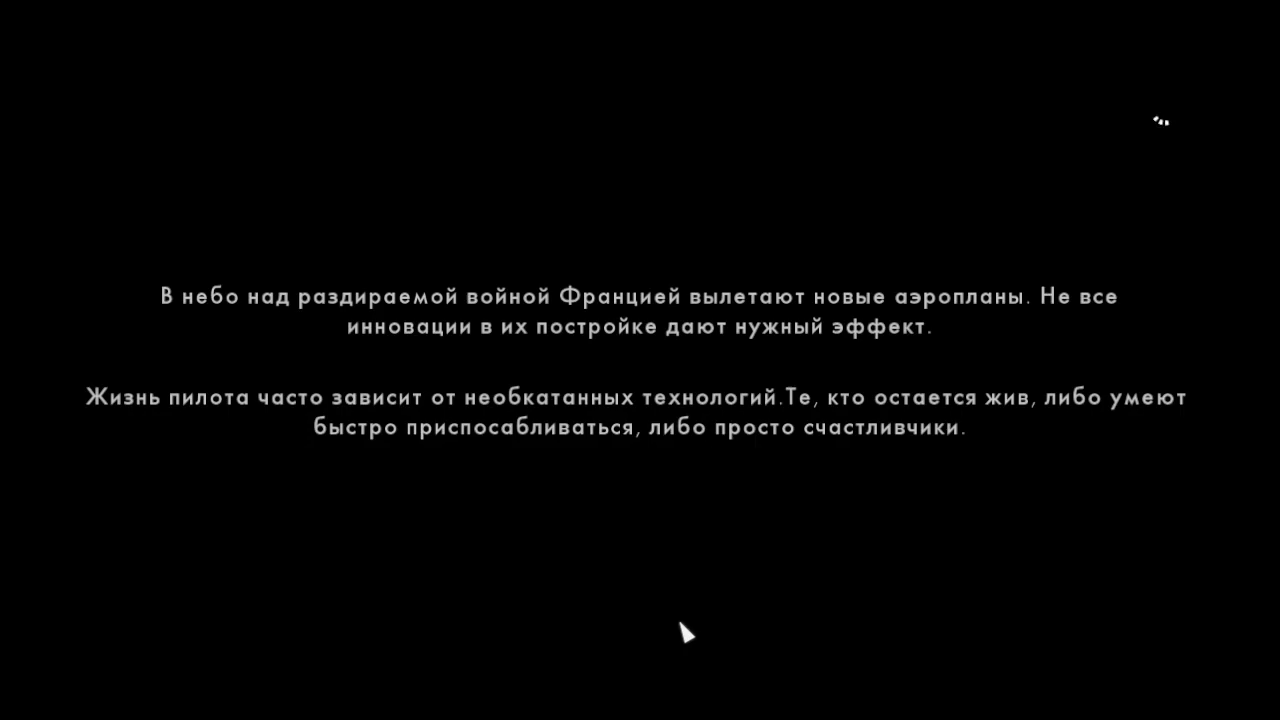 В небо над раздираемой войной Францией вылетают новые аэропланы. Не все
инновации в их постройке дают нужный эффект.
Жизнь пилота часто зависит от необкатанных технологий.Те, кто остается жив, либо умеют
быстро приспосабливаться, либо просто счастливчики.